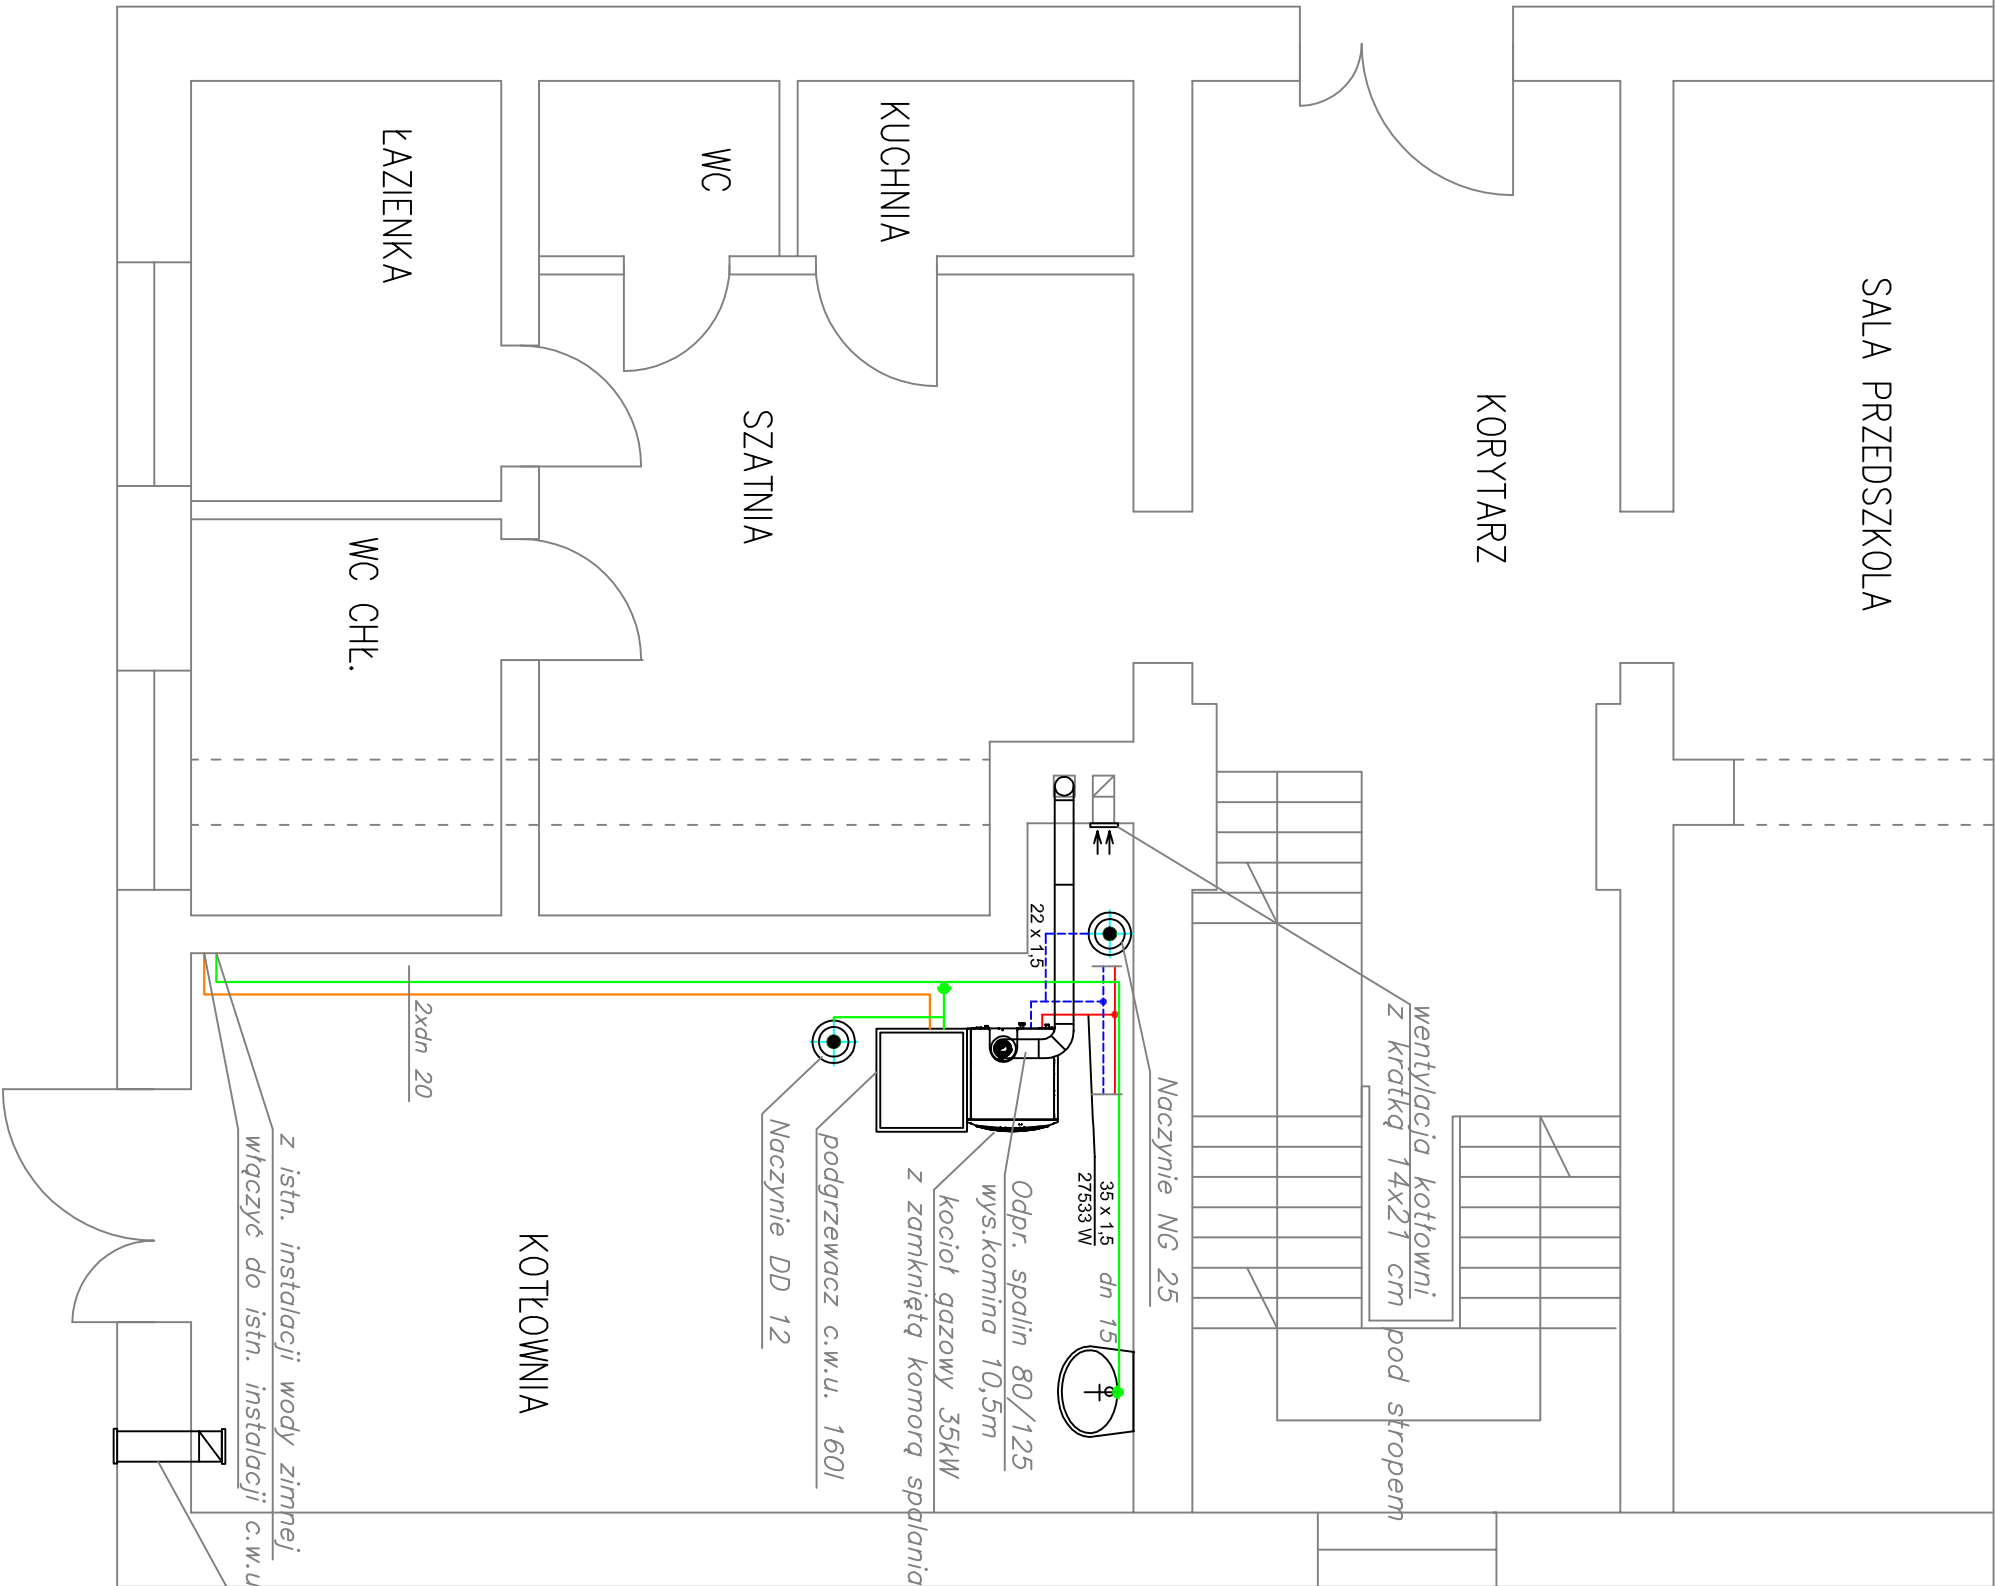 SALA PRZEDSZKOLA
KORYTARZ
KUCHNIA
WC
ŁAZIENKA
SZATNIA
WC CHŁ.
wentylacja kotłowni
z kratką 14x21 cm pod stropem
Naczynie NG 25
22 x 1,5
35 x 1,5
27533 W
dn 15
Odpr. spalin 80/125
wys.komina 10,5m
kocioł gazowy 35kW
z zamkniętą komorą spalania
podgrzewacz c.w.u. 160l
Naczynie DD 12
KOTŁOWNIA
2xdn 20
z istn. instalacji wody zimnej
włączyć do istn. instalacji c.w.u